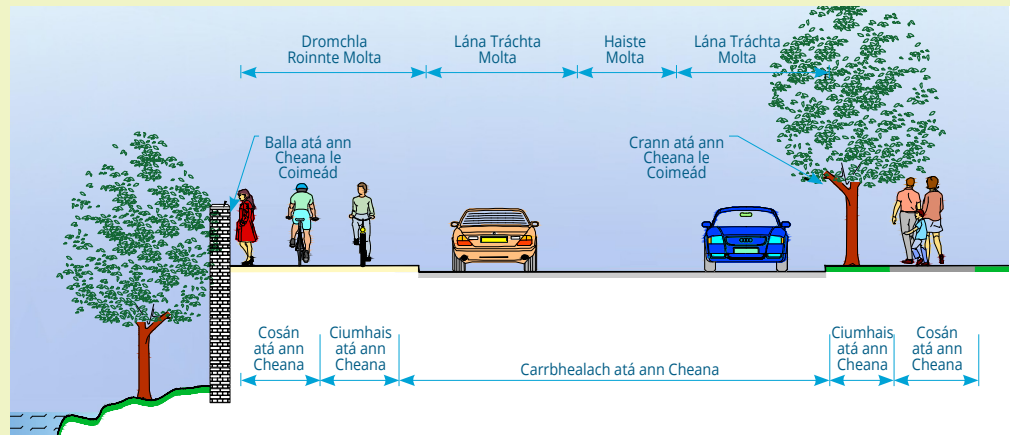 Dromchla
Roinnte Molta
Lána Tráchta
Molta
Haiste
Molta
Lána Tráchta
Molta
Balla atá ann
Cheana le
Coimeád
Crann atá ann
Cheana le
Coimeád
Cosán
atá ann
Cheana
Ciumhais
atá ann
Cheana
Carrbhealach atá ann Cheana
Ciumhais
atá ann
Cheana
Cosán
atá ann
Cheana